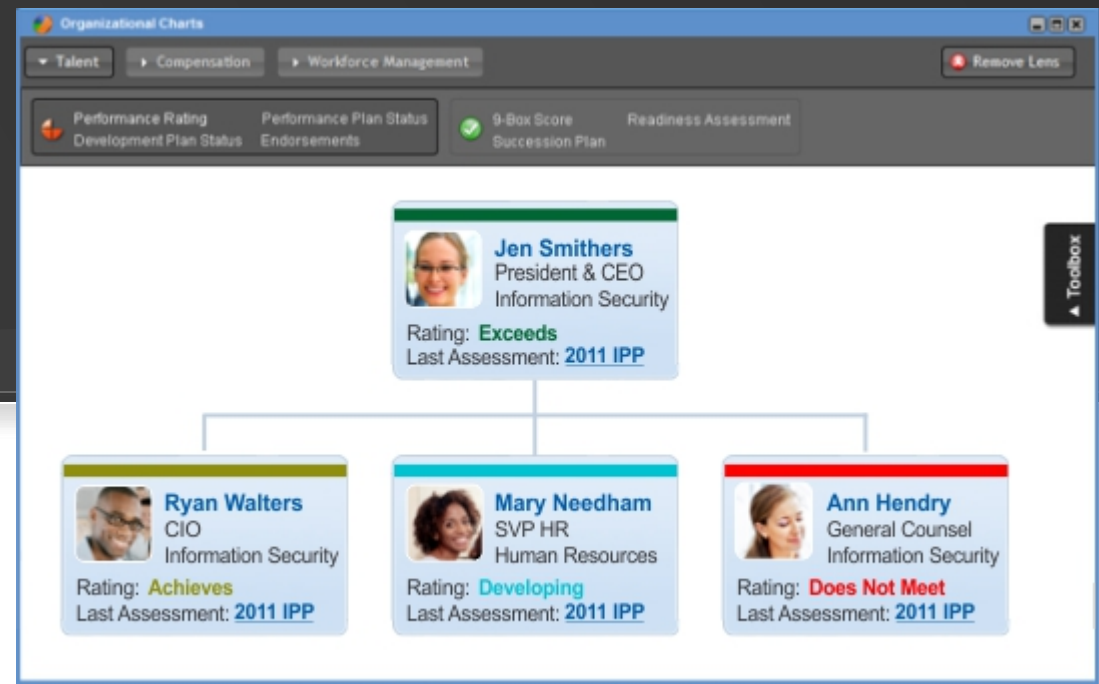 Organizational Charts
Talent Compensation Workforce Management Remove Lens
Performance Rating Performance Plan Status 9-Box Score Readiness Assessment
Development Plan Status Endorsements Succession Plan
Toolbox
Jen Smithers
President & CEO
Information Security
Rating: Exceeds
Last Assessment: 2011 IPP
Ryan Walters
CIO
Information Security
Rating: Achieves
Last Assessment: 2011 IPP
Mary Needham
SVP HR
Human Resources
Rating: Developing
Last Assessment: 2011 IPP
Ann Hendry
General Counsel
Information Security
Rating: Does Not Meet
Last Assessment: 2011 IPP